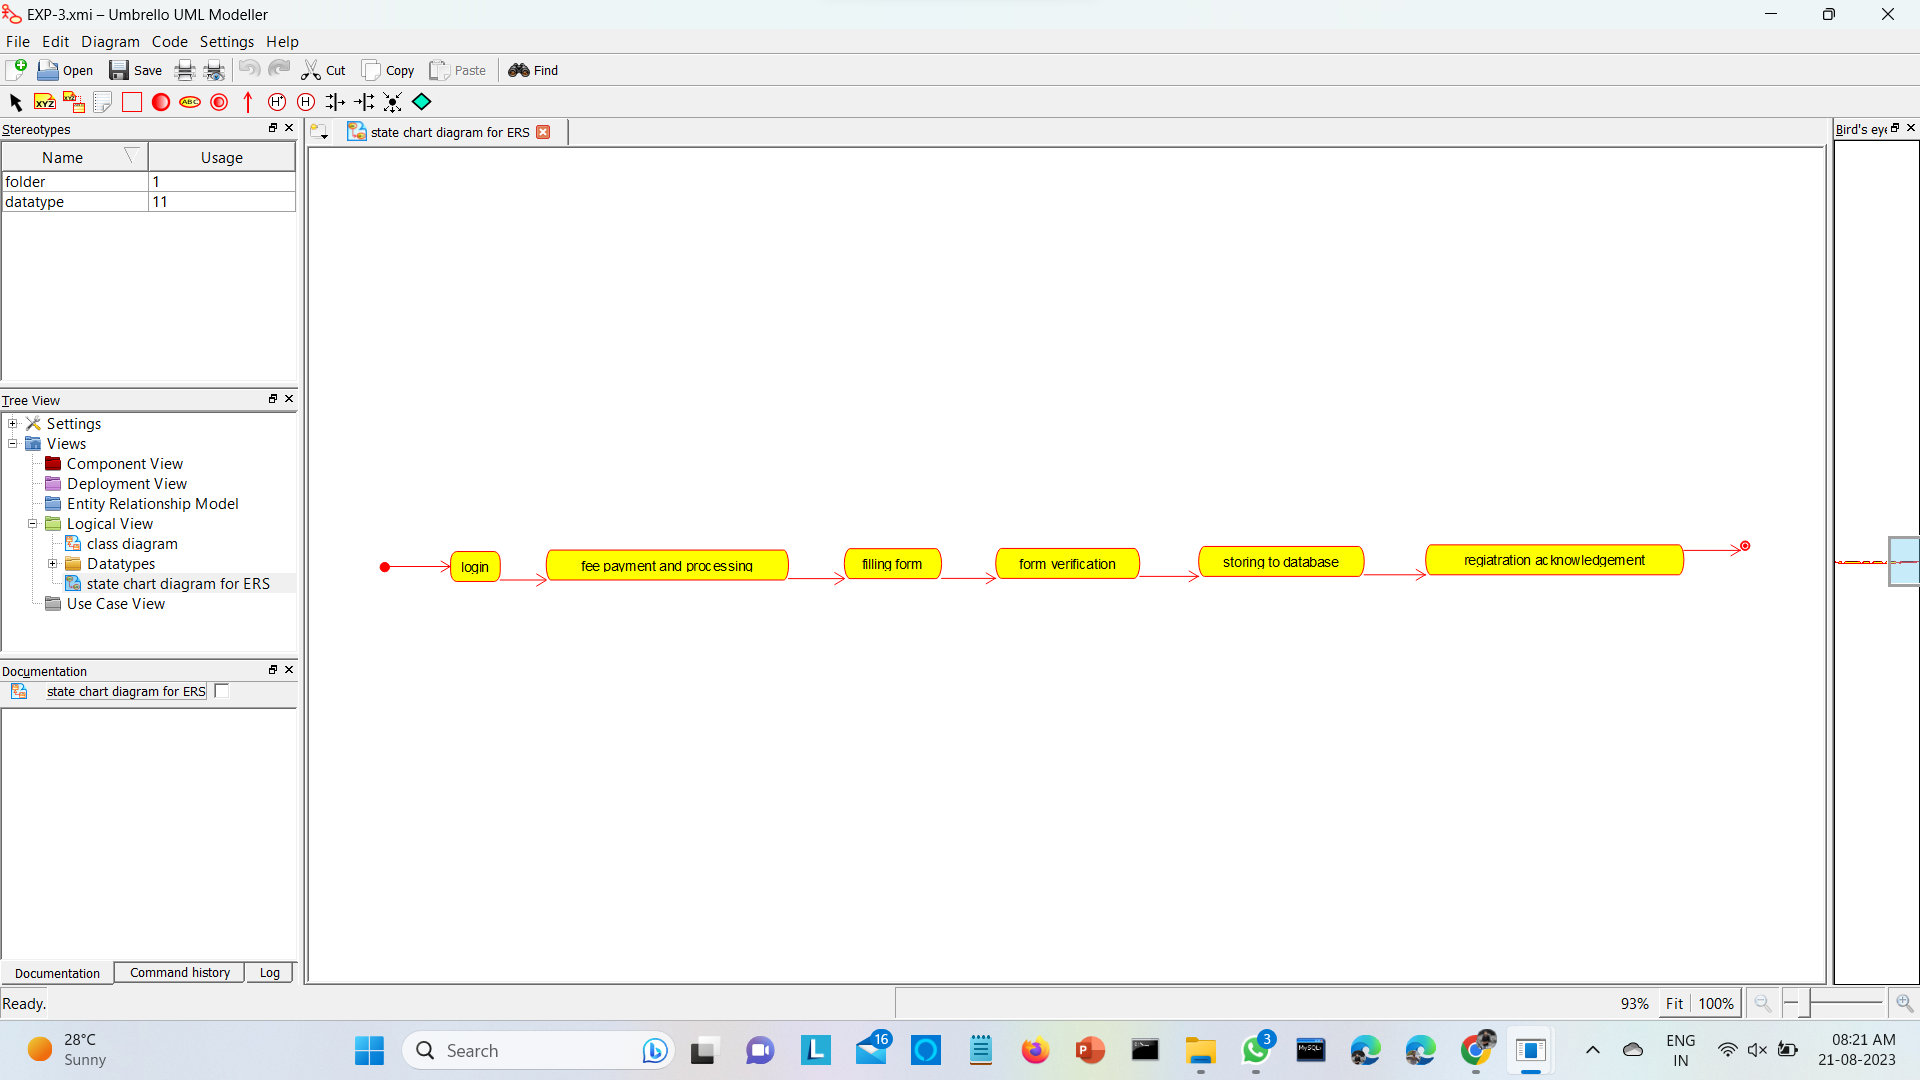 EXP-3.xmi – Umbrello UML Modeller
File Edit Diagram Code Settings Help
Open Save Cut Copy Paste Find
XYZ XYZ ABC H* H
Stereotypes
state chart diagram for ERS
Bird's eye
Name Usage
folder 1
datatype 11
Tree View
Settings
Views
Component View
Deployment View
Entity Relationship Model
Logical View
class diagram
Datatypes
state chart diagram for ERS
Use Case View
login
fee payment and processing
filling form
form verification
storing to database
regiatration acknowledgement
Documentation
state chart diagram for ERS
Documentation Command history Log
Ready.
93% Fit 100%
28°C
Sunny
Search
16
3
MySQL
ENG
IN
08:21 AM
21-08-2023